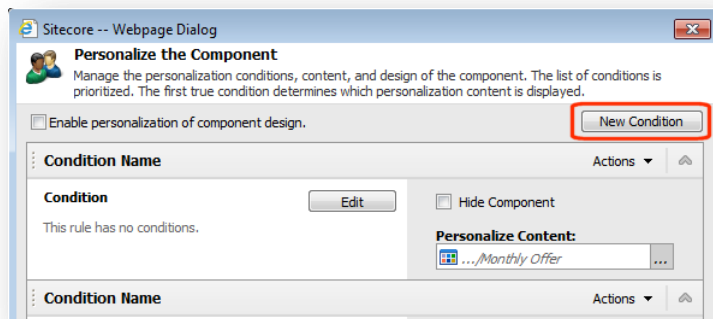 Sitecore -- Webpage Dialog
Personalize the Component
Manage the personalization conditions, content, and design of the component. The list of conditions is
prioritized. The first true condition determines which personalization content is displayed.
Enable personalization of component design.
New Condition
Condition Name
Actions
Condition
Edit
Hide Component
This rule has no conditions.
Personalize Content:
.../Monthly Offer
...
Condition Name
Actions